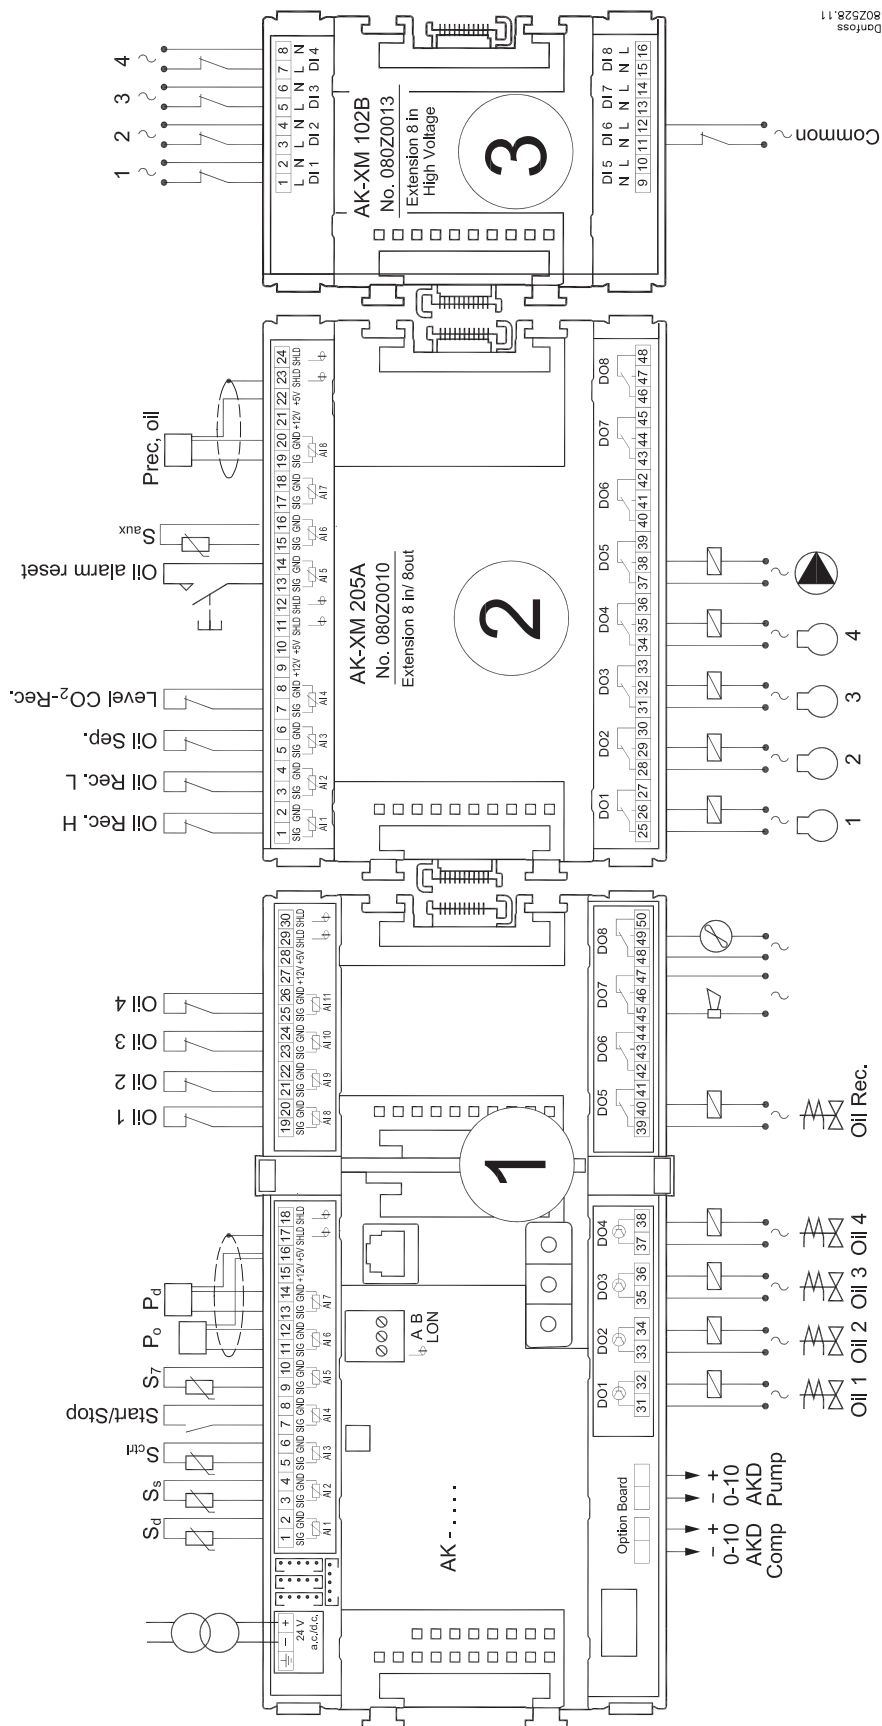 Danfoss
80Z528.11
4
3
2
1
8 N
7 L DI 4
6 N
5 L DI 3
4 N
3 L DI 2
2 N
1 L DI 1
AK-XM 102B
No. 080Z0013
Extension 8 in
High Voltage
3
DI 5 DI 6 DI 7 DI 8
N L N L N L N L
9 10 11 12 13 14 15 16
Common
Prec, oil
Saux
Oil alarm reset
Level CO2-Rec.
Oil Sep.
Oil Rec. L
Oil Rec. H
1 2 3 4 5 6 7 8 9 10 11 12 13 14 15 16 17 18 19 20 21 22 23 24
SIG GND SIG GND SIG GND SIG GND +12V +5V SHLD SHLD SIG GND SIG GND SIG GND SIG GND +12V +5V SHLD SHLD
AI1 AI2 AI3 AI4 AI5 AI6 AI7 AI8
AK-XM 205A
No. 080Z0010
Extension 8 in/ 8out
2
DO1 DO2 DO3 DO4 DO5 DO6 DO7 DO8
25 26 27 28 29 30 31 32 33 34 35 36 37 38 39 40 41 42 43 44 45 46 47 48
1 2 3 4
Oil 4
Oil 3
Oil 2
Oil 1
19 20 21 22 23 24 25 26 27 28 29 30
SIG GND SIG GND SIG GND SIG GND +12V +5V SHLD SHLD
AI8 AI9 AI10 AI11
1
DO5 DO6 DO7 DO8
39 40 41 42 43 44 45 46 47 48 49 50
Oil Rec.
Pd
Po
S7
Start/Stop
Sctrl
Ss
Sd
1 2 3 4 5 6 7 8 9 10 11 12 13 14 15 16 17 18
SIG GND SIG GND SIG GND SIG GND SIG GND SIG GND SIG GND +12V +5V SHLD SHLD
AI1 AI2 AI3 AI4 AI5 AI6 AI7
– +
24 V
a.c./d.c.
A B
LON
AK - . . . .
DO1 DO2 DO3 DO4
31 32 33 34 35 36 37 38
Oil 1 Oil 2 Oil 3 Oil 4
Option Board
– +
0-10
AKD
Comp
– +
0-10
AKD
Pump